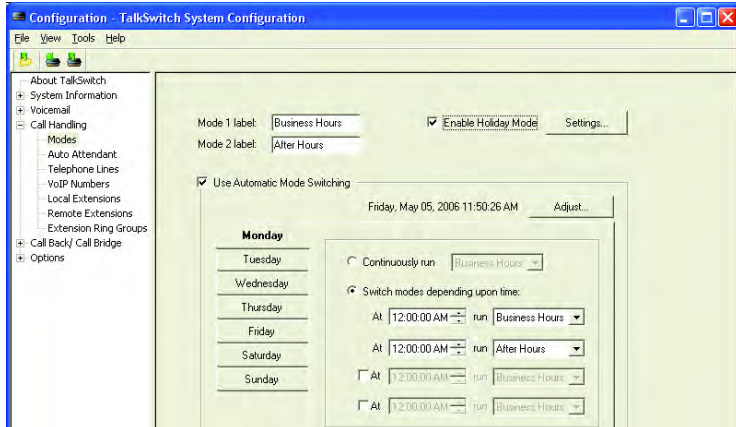 Configuration - TalkSwitch System Configuration
File View Tools Help
About TalkSwitch
System Information
Voicemail
Call Handling
Modes
Auto Attendant
Telephone Lines
VoIP Numbers
Local Extensions
Remote Extensions
Extension Ring Groups
Call Back/ Call Bridge
Options
Mode 1 label: Business Hours Enable Holiday Mode Settings...
Mode 2 label: After Hours
Use Automatic Mode Switching
Friday, May 05, 2006 11:50:26 AM Adjust...
Monday
Tuesday
Wednesday
Thursday
Friday
Saturday
Sunday
Continuously run Business Hours
Switch modes depending upon time:
At 12:00:00 AM run Business Hours
At 12:00:00 AM run After Hours
At 12:00:00 AM run Business Hours
At 12:00:00 AM run Business Hours